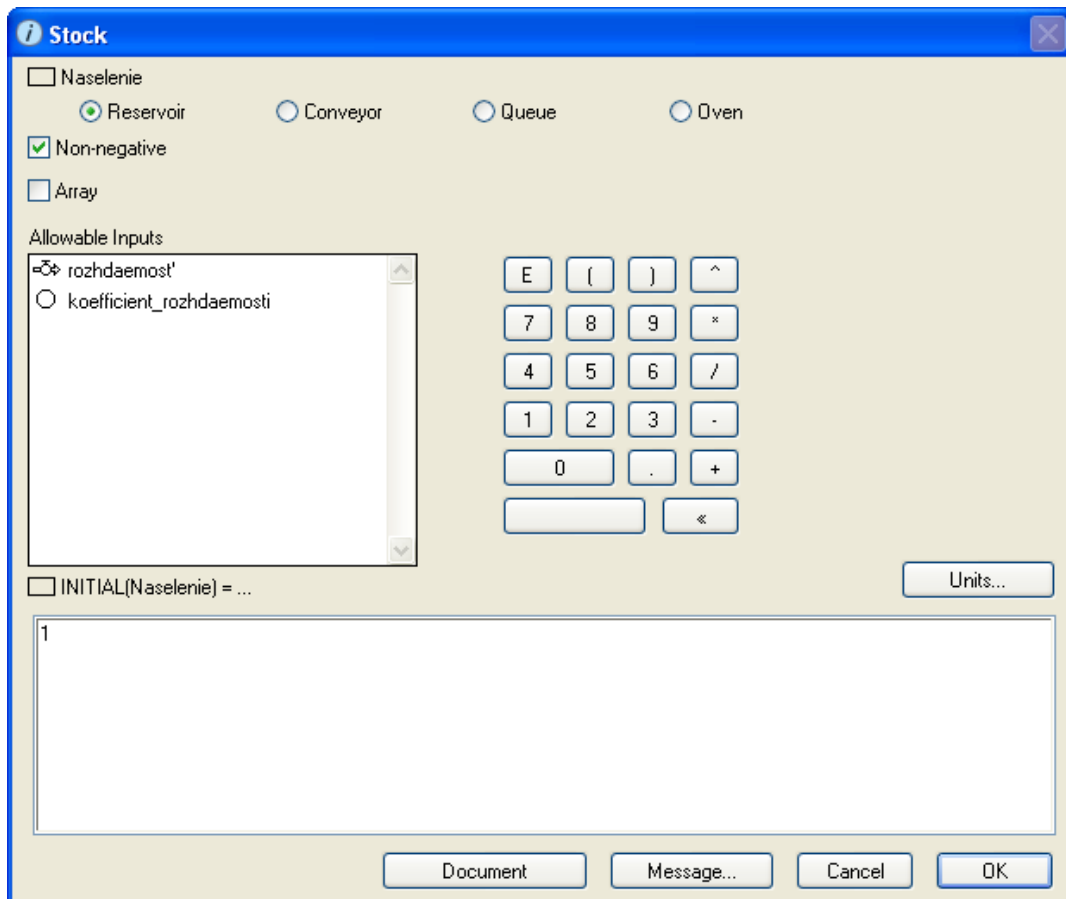 Stock
Naselenie
Reservoir Conveyor Queue Oven
Non-negative
Array
Allowable Inputs
rozhdaemost'
koefficient_rozhdaemosti
E ( ) ^
7 8 9 *
4 5 6 /
1 2 3 -
0 . +
«
INITIAL(Naselenie) = ...
Units...
1
Document Message... Cancel OK